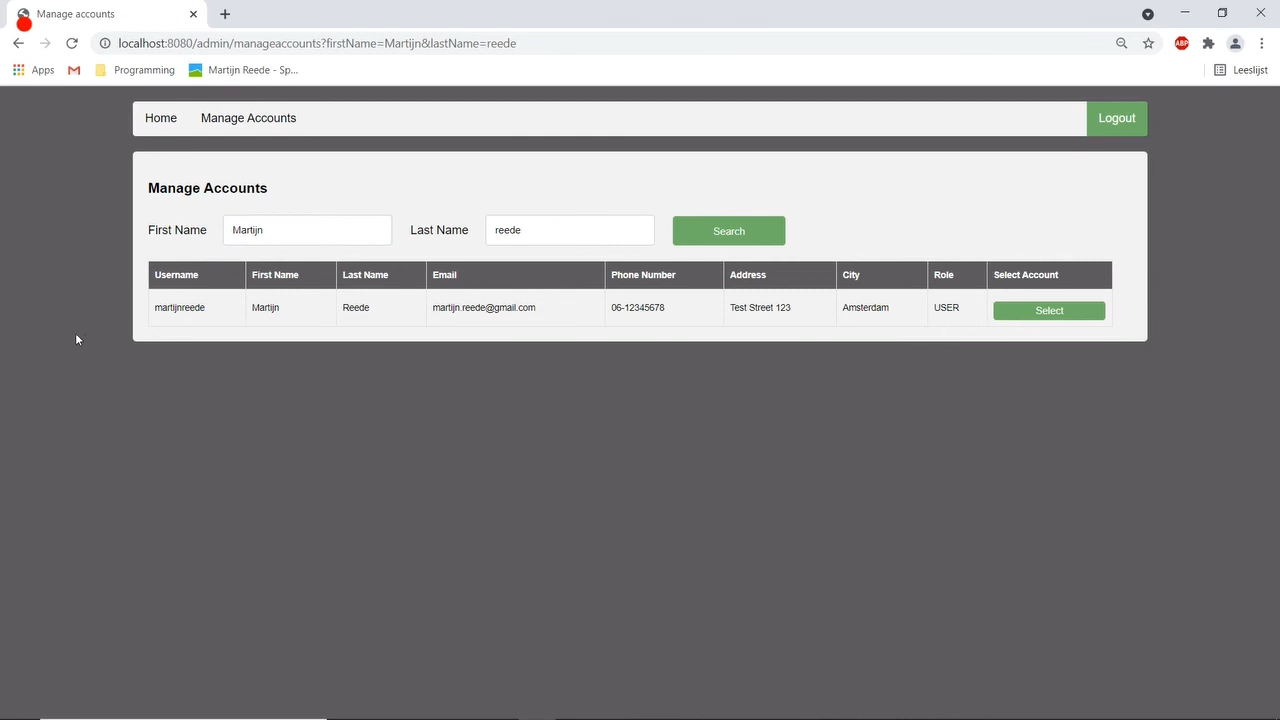 Manage accounts
localhost:8080/admin/manageaccounts?firstName=Martijn&lastName=reede
ABP
Apps Programming Martijn Reede - Sp... Leeslijst
Home Manage Accounts Logout
Manage Accounts
First Name Martijn Last Name reede Search
Username First Name Last Name Email Phone Number Address City Role Select Account
martijnreede Martijn Reede martijn.reede@gmail.com 06-12345678 Test Street 123 Amsterdam USER Select